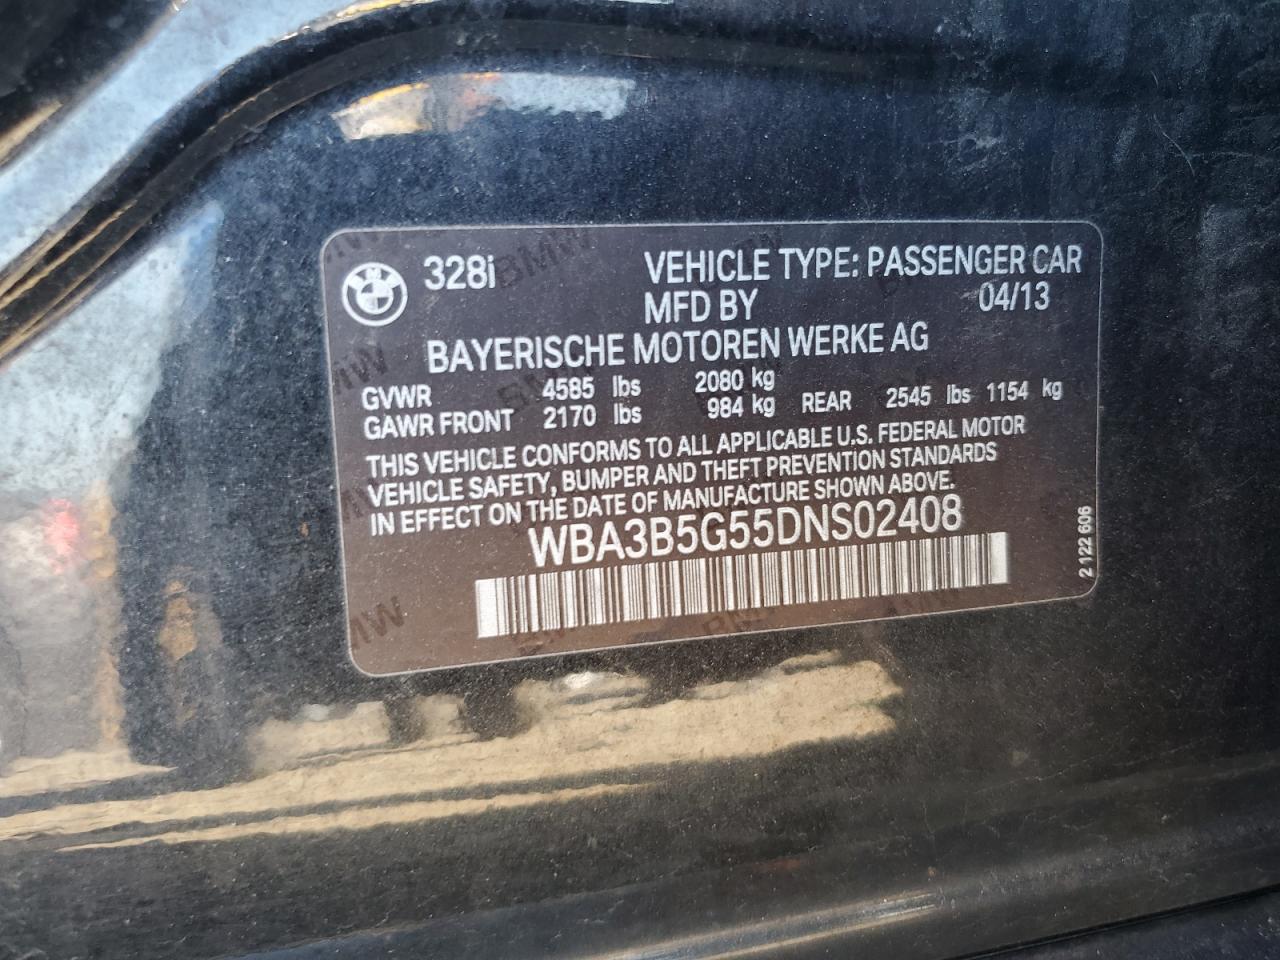 328i VEHICLE TYPE: PASSENGER CAR
MFD BY 04/13
BAYERISCHE MOTOREN WERKE AG
GVWR 4585 lbs 2080 kg
GAWR FRONT 2170 lbs 984 kg REAR 2545 lbs 1154 kg
THIS VEHICLE CONFORMS TO ALL APPLICABLE U.S. FEDERAL MOTOR
VEHICLE SAFETY, BUMPER AND THEFT PREVENTION STANDARDS
IN EFFECT ON THE DATE OF MANUFACTURE SHOWN ABOVE.
WBA3B5G55DNS02408
2 122 606